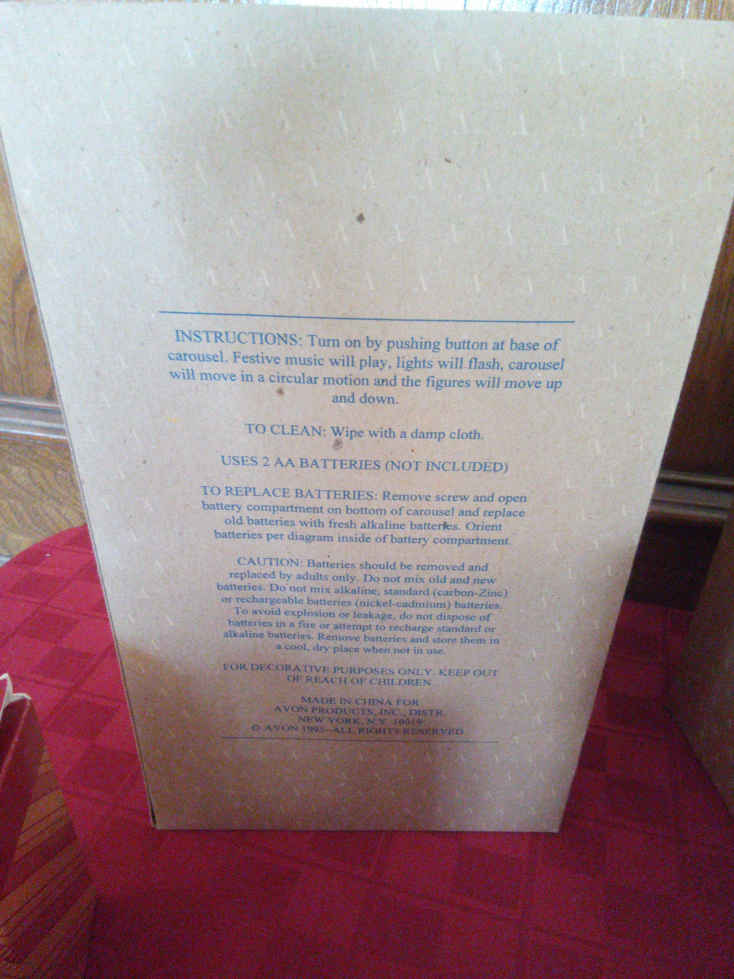 INSTRUCTIONS: Turn on by pushing button at base of
carousel. Festive music will play, lights will flash, carousel
will move in a circular motion and the figures will move up
and down.
TO CLEAN: Wipe with a damp cloth.
USES 2 AA BATTERIES (NOT INCLUDED)
TO REPLACE BATTERIES: Remove screw and open
battery compartment on bottom of carousel and replace
old batteries with fresh alkaline batteries. Orient
batteries per diagram inside of battery compartment.
CAUTION: Batteries should be removed and
replaced by adults only. Do not mix old and new
batteries. Do not mix alkaline, standard (carbon-Zinc)
or rechargeable batteries (nickel-cadmium) batteries.
To avoid explosion or leakage, do not dispose of
batteries in a fire or attempt to recharge standard or
alkaline batteries. Remove batteries and store them in
a cool, dry place when not in use.
FOR DECORATIVE PURPOSES ONLY. KEEP OUT
OF REACH OF CHILDREN
MADE IN CHINA FOR
AVON PRODUCTS, INC., DISTR.
NEW YORK, N.Y. 10019
© AVON ALL RIGHTS RESERVED